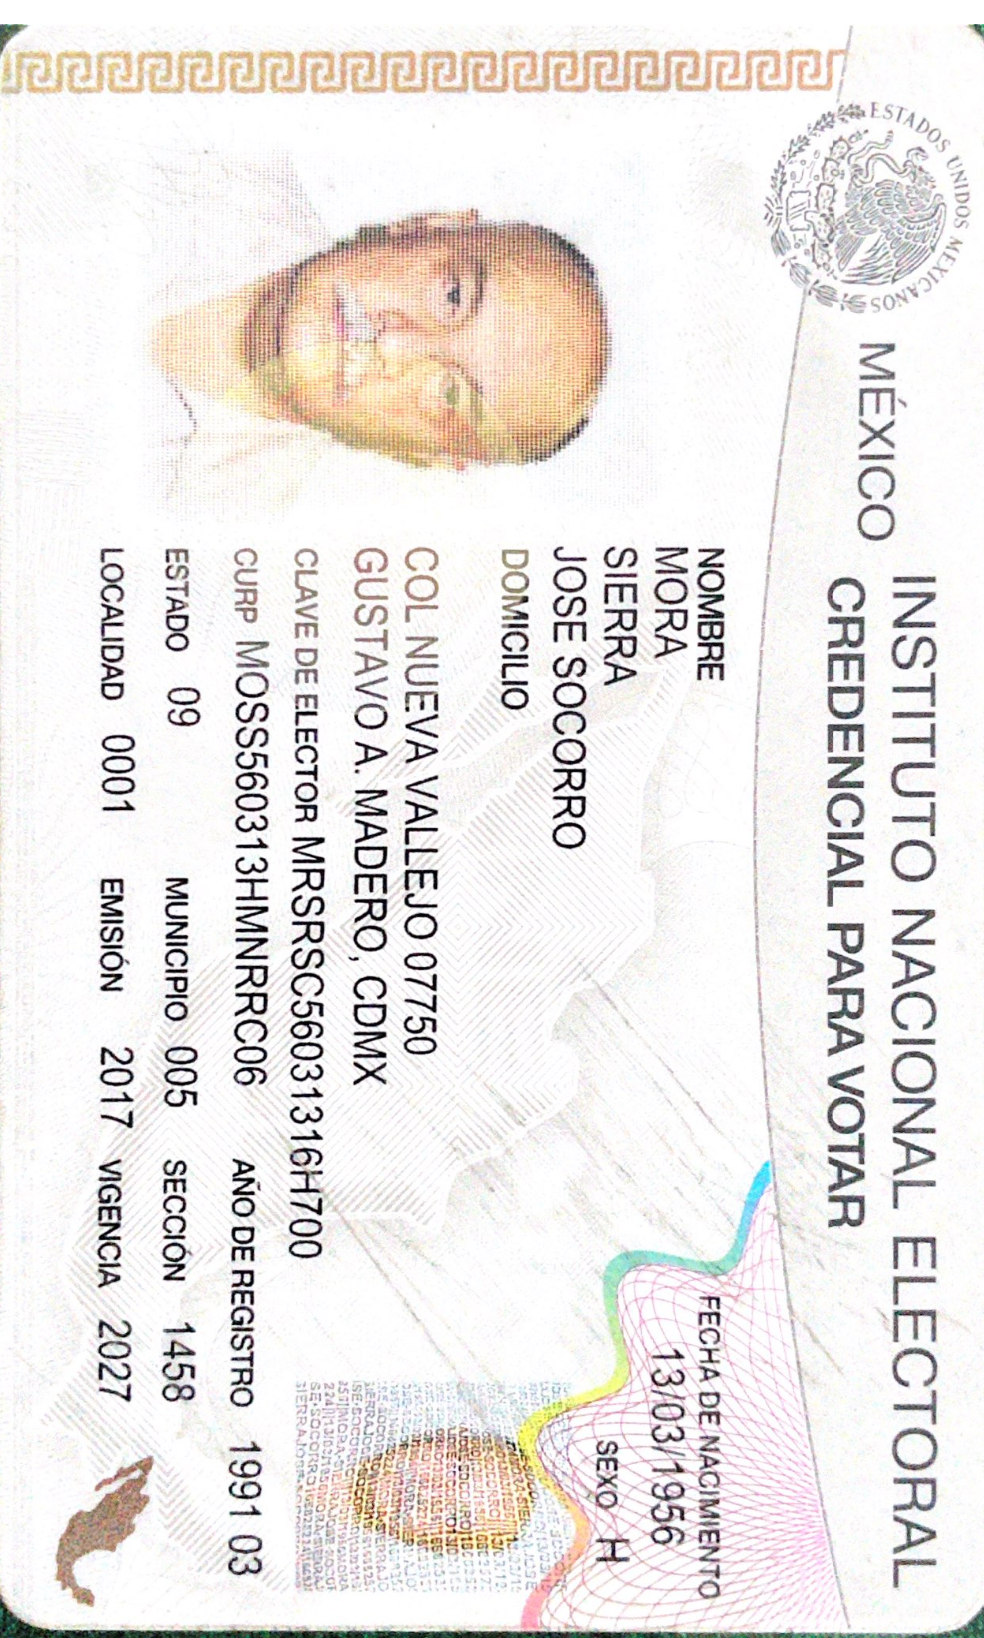 ESTADOS UNIDOS MEXICANOS
INSTITUTO NACIONAL ELECTORAL
MÉXICO CREDENCIAL PARA VOTAR
NOMBRE
MORA
SIERRA
JOSE SOCORRO
FECHA DE NACIMIENTO
13/03/1956
SEXO H
DOMICILIO
COL NUEVA VALLEJO 07750
GUSTAVO A. MADERO, CDMX
CLAVE DE ELECTOR MRSRSC56031316H700
CURP MOSS560313HMNRRC06 AÑO DE REGISTRO 1991 03
ESTADO 09 MUNICIPIO 005 SECCIÓN 1458
LOCALIDAD 0001 EMISIÓN 2017 VIGENCIA 2027